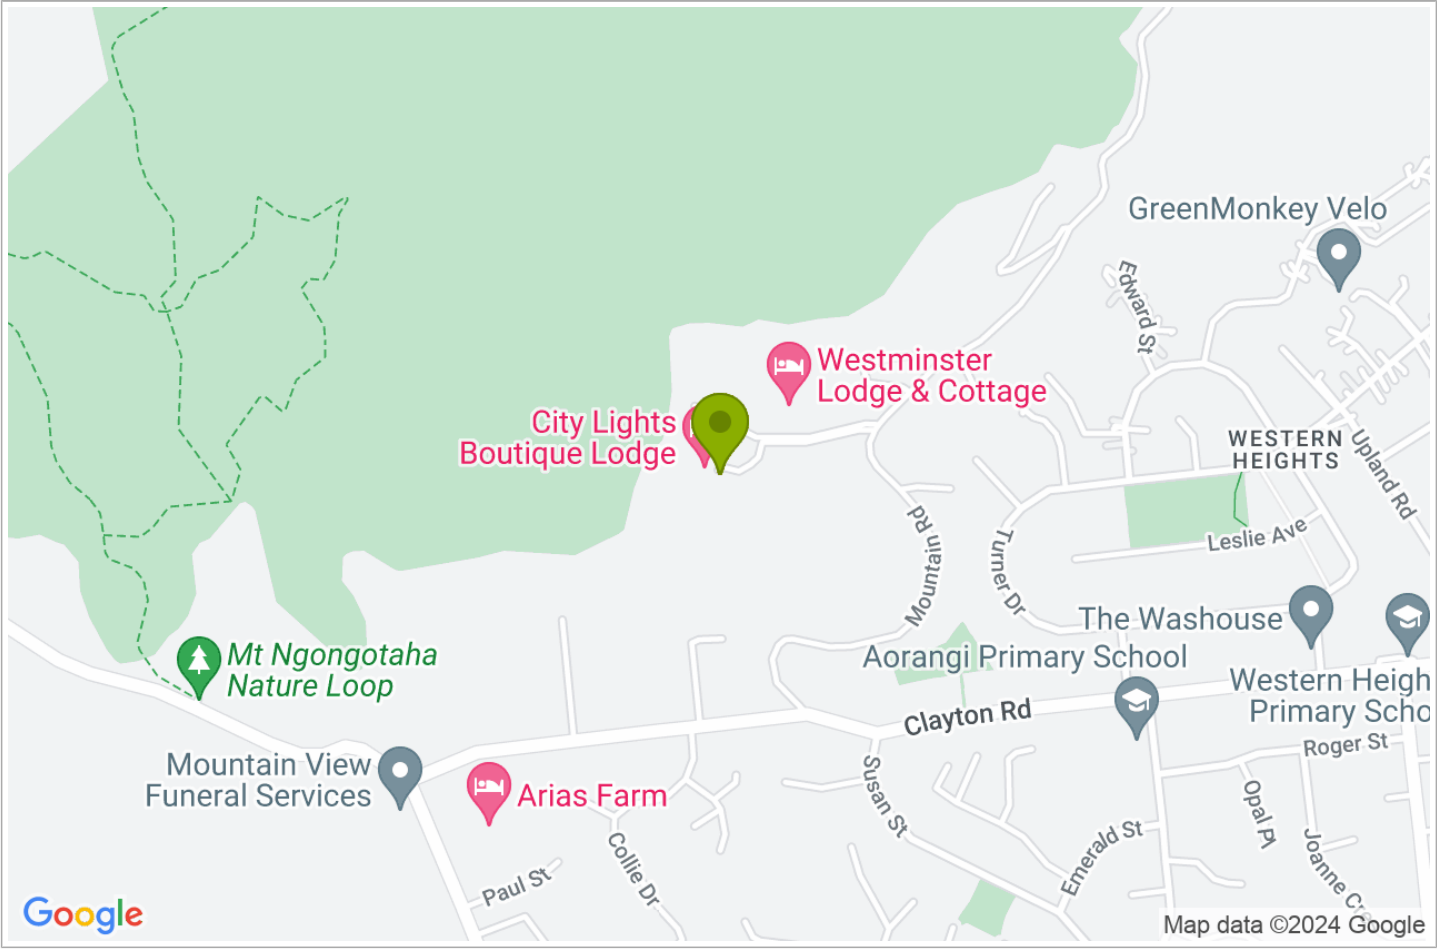 GreenMonkey Velo
Edward St
Westminster
Lodge & Cottage
City Lights
Boutique Lodge
WESTERN
HEIGHTS
Upland Rd
Leslie Ave
Mountain Rd
Turner Dr
The Washouse
Aorangi Primary School
Mt Ngongotaha
Nature Loop
Western Heigh
Primary Scho
Clayton Rd
Roger St
Mountain View
Funeral Services
Arias Farm
Susan St
Opal Pl
Emerald St
Joanne Cre
Collie Dr
Paul St
Google
Map data ©2024 Google